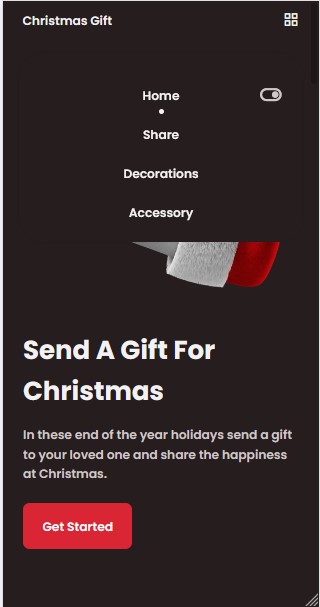 Christmas Gift
Home
Share
Decorations
Accessory
Send A Gift For
Christmas
In these end of the year holidays send a gift
to your loved one and share the happiness
at Christmas.
Get Started